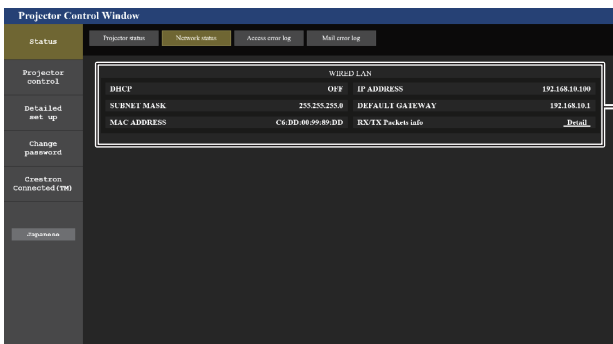 Projector Control Window
Status
Projector status
Network status
Access error log
Mail error log
Projector
control
Detailed
set up
Change
password
Crestron
Connected(TM)
Japanese
WIRED LAN
DHCP OFF IP ADDRESS 192.168.10.100
SUBNET MASK 255.255.255.0 DEFAULT GATEWAY 192.168.10.1
MAC ADDRESS C6:DD:00:99:89:DD RX/TX Packets info Detail